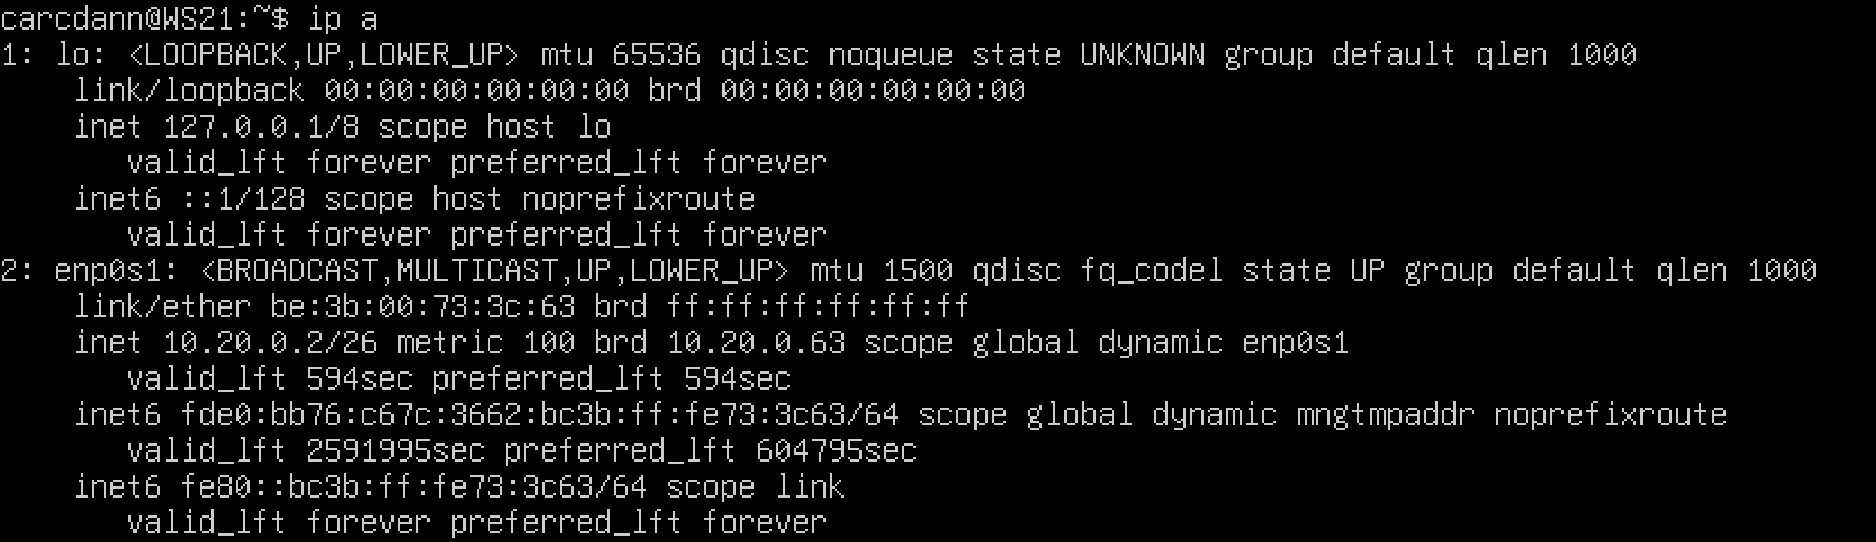 carcdann@WS21:~$ ip a
1: lo: <LOOPBACK,UP,LOWER_UP> mtu 65536 qdisc noqueue state UNKNOWN group default qlen 1000
    link/loopback 00:00:00:00:00:00 brd 00:00:00:00:00:00
    inet 127.0.0.1/8 scope host lo
       valid_lft forever preferred_lft forever
    inet6 ::1/128 scope host noprefixroute
       valid_lft forever preferred_lft forever
2: enp0s1: <BROADCAST,MULTICAST,UP,LOWER_UP> mtu 1500 qdisc fq_codel state UP group default qlen 1000
    link/ether be:3b:00:73:3c:63 brd ff:ff:ff:ff:ff:ff
    inet 10.20.0.2/26 metric 100 brd 10.20.0.63 scope global dynamic enp0s1
       valid_lft 594sec preferred_lft 594sec
    inet6 fde0:bb76:c67c:3662:bc3b:ff:fe73:3c63/64 scope global dynamic mngtmpaddr noprefixroute
       valid_lft 2591995sec preferred_lft 604795sec
    inet6 fe80::bc3b:ff:fe73:3c63/64 scope link
       valid_lft forever preferred_lft forever